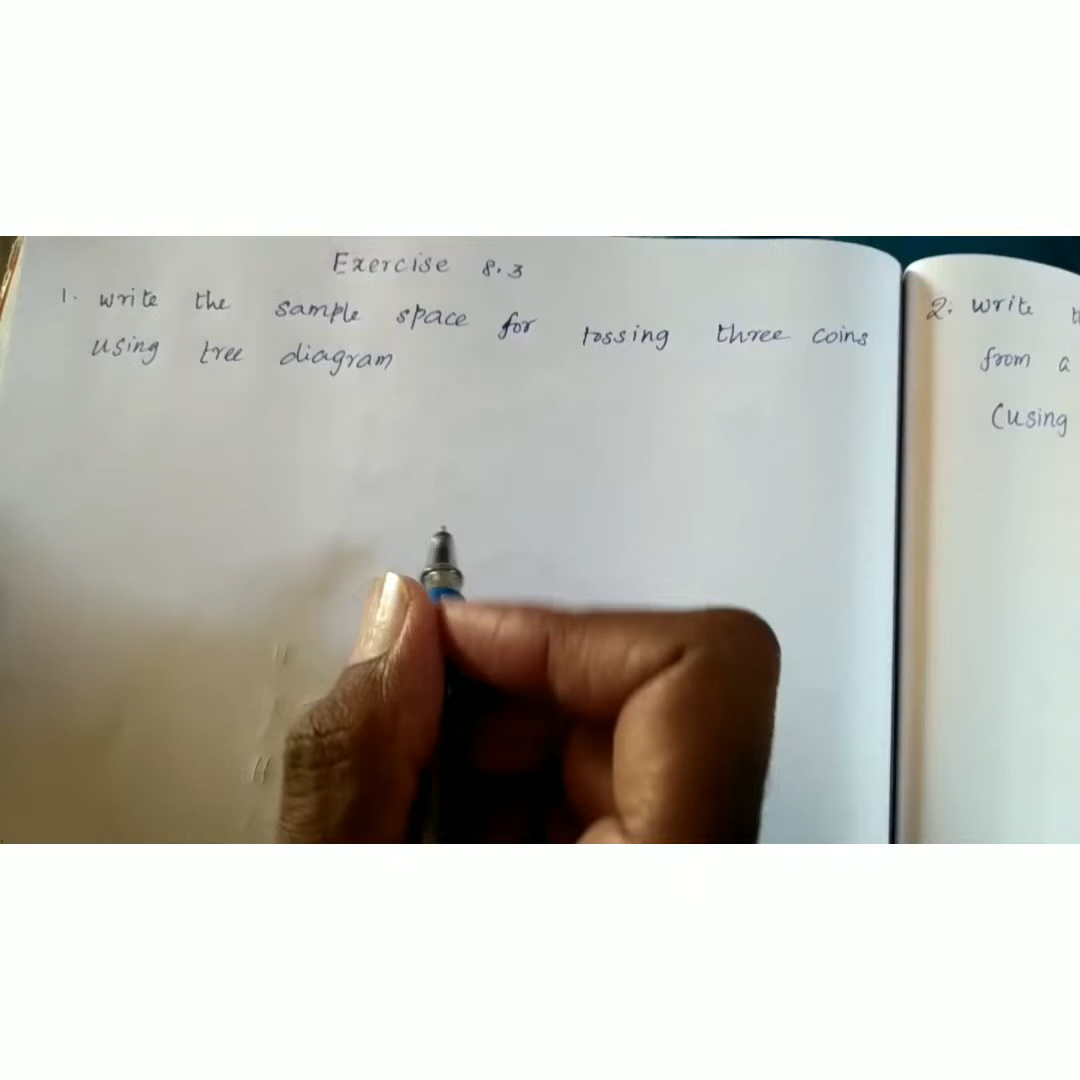 Exercise 8.3
1. write the sample space for tossing three coins
using tree diagram
2. write
from a
(using